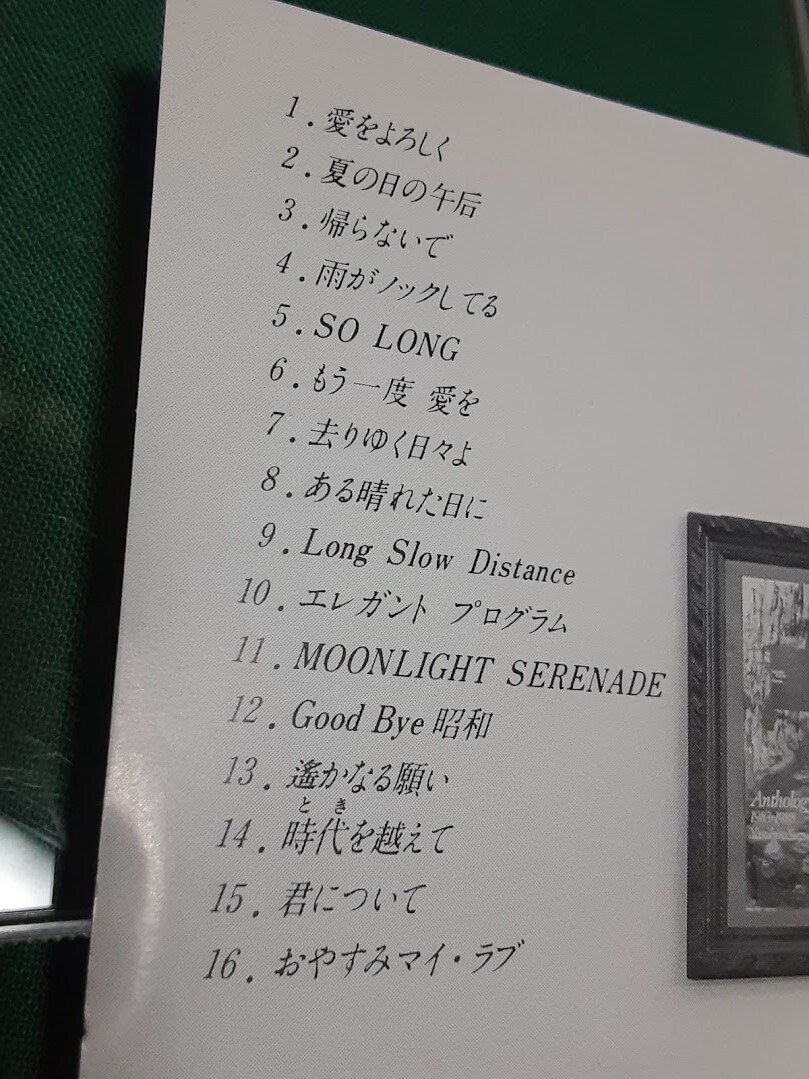 1. 愛をよろしく
2. 夏の日の午后
3. 帰らないで
4. 雨がノックしてる
5. SO LONG
6. もう一度 愛を
7. 去りゆく日々よ
8. ある晴れた日に
9. Long Slow Distance
10. エレガント プログラム
11. MOONLIGHT SERENADE
12. Good Bye 昭和
13. 遙かなる願い
とき
14. 時代を越えて
15. 君について
16. おやすみマイ・ラブ
Antholog